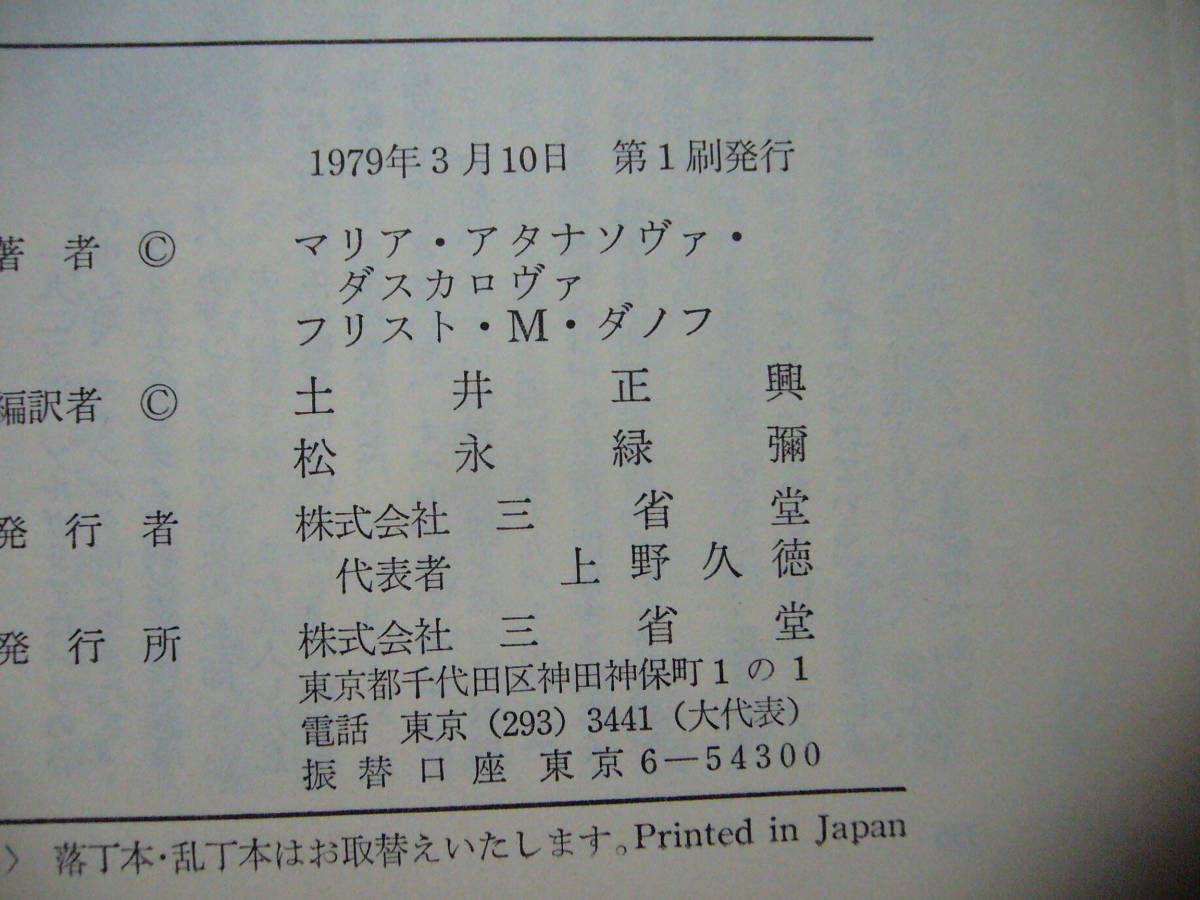 1979年3月10日 第1刷発行
著者 © マリア・アタナソヴァ・
ダスカロヴァ
フリスト・M・ダノフ
編訳者 © 土井正興
松永緑彌
発行者 株式会社 三省堂
代表者 上野久徳
発行所 株式会社 三省堂
東京都千代田区神田神保町1の1
電話 東京 (293) 3441 (大代表)
振替口座 東京6―54300
〉 落丁本・乱丁本はお取替えいたします。Printed in Japan